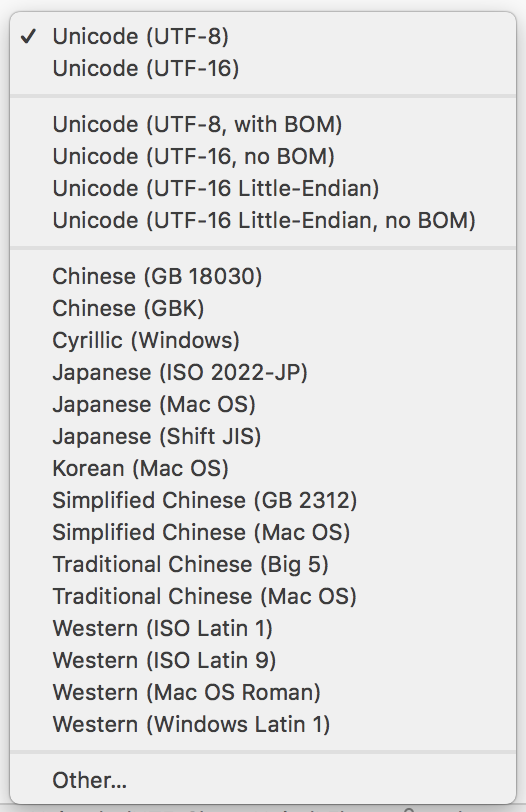 ✓ Unicode (UTF-8)
Unicode (UTF-16)
Unicode (UTF-8, with BOM)
Unicode (UTF-16, no BOM)
Unicode (UTF-16 Little-Endian)
Unicode (UTF-16 Little-Endian, no BOM)
Chinese (GB 18030)
Chinese (GBK)
Cyrillic (Windows)
Japanese (ISO 2022-JP)
Japanese (Mac OS)
Japanese (Shift JIS)
Korean (Mac OS)
Simplified Chinese (GB 2312)
Simplified Chinese (Mac OS)
Traditional Chinese (Big 5)
Traditional Chinese (Mac OS)
Western (ISO Latin 1)
Western (ISO Latin 9)
Western (Mac OS Roman)
Western (Windows Latin 1)
Other...